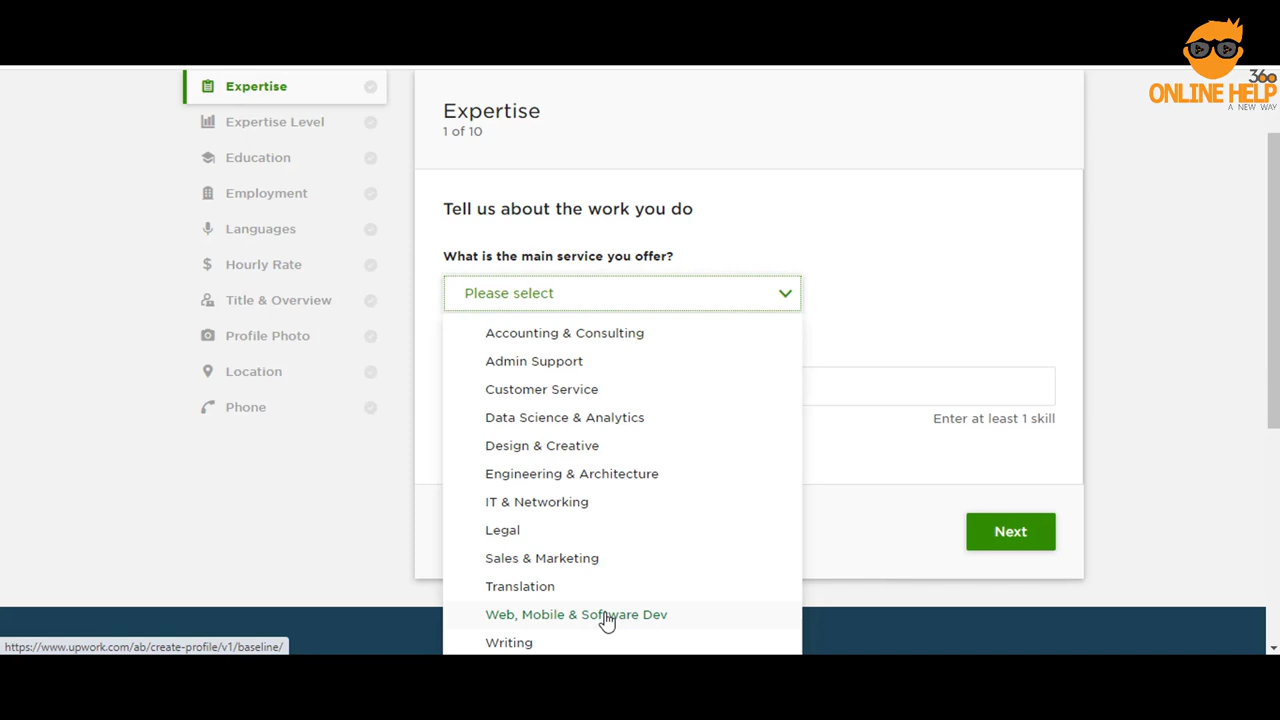 360
ONLINE HELP
A NEW WAY
Expertise
Expertise Level
Education
Employment
Languages
Hourly Rate
Title & Overview
Profile Photo
Location
Phone
Expertise
1 of 10
Tell us about the work you do
What is the main service you offer?
Please select
Accounting & Consulting
Admin Support
Customer Service
Data Science & Analytics
Design & Creative
Engineering & Architecture
IT & Networking
Legal
Sales & Marketing
Translation
Web, Mobile & Software Dev
Writing
Enter at least 1 skill
Next
https://www.upwork.com/ab/create-profile/v1/baseline/